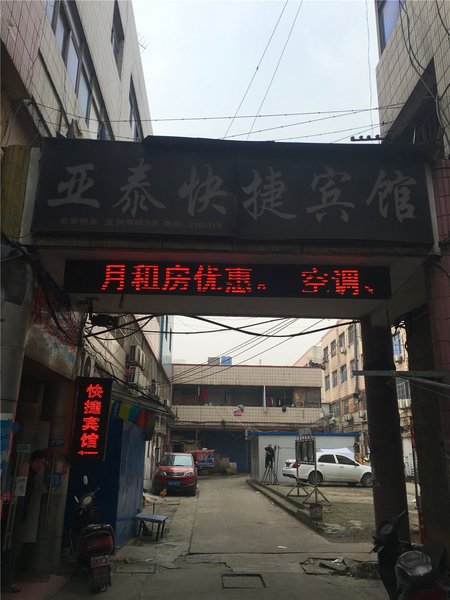 亚泰快捷宾馆
月租房优惠。 空调、
快捷宾馆